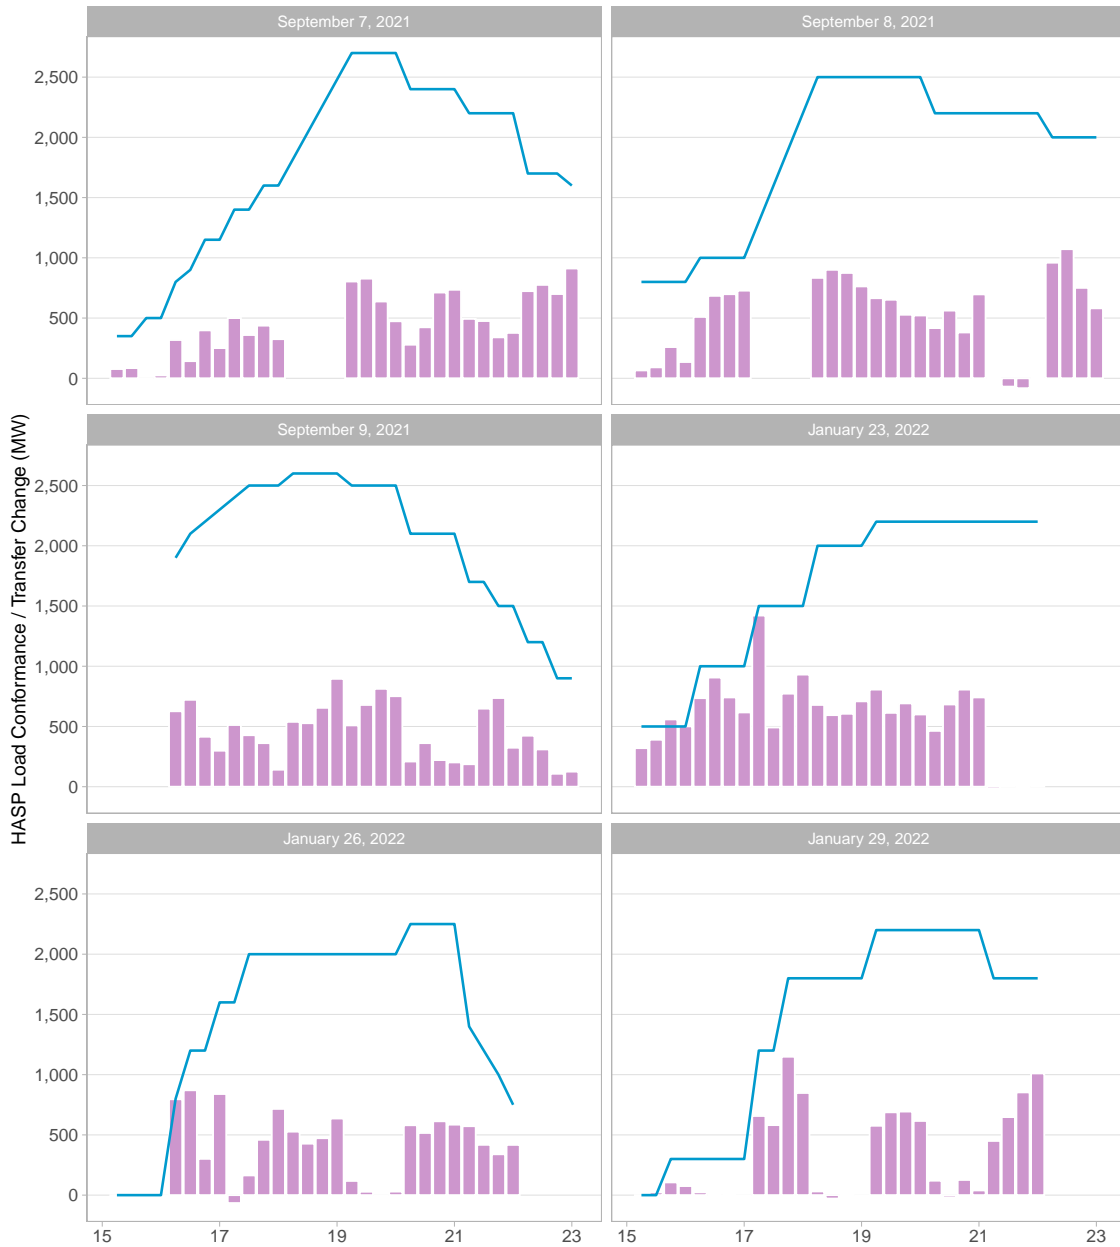 September 7, 2021
September 8, 2021
2,500
2,000
1,500
1,000
500
0
September 9, 2021
January 23, 2022
2,500
2,000
1,500
1,000
500
0
HASP Load Conformance / Transfer Change (MW)
January 26, 2022
January 29, 2022
2,500
2,000
1,500
1,000
500
0
15 17 19 21 23 15 17 19 21 23